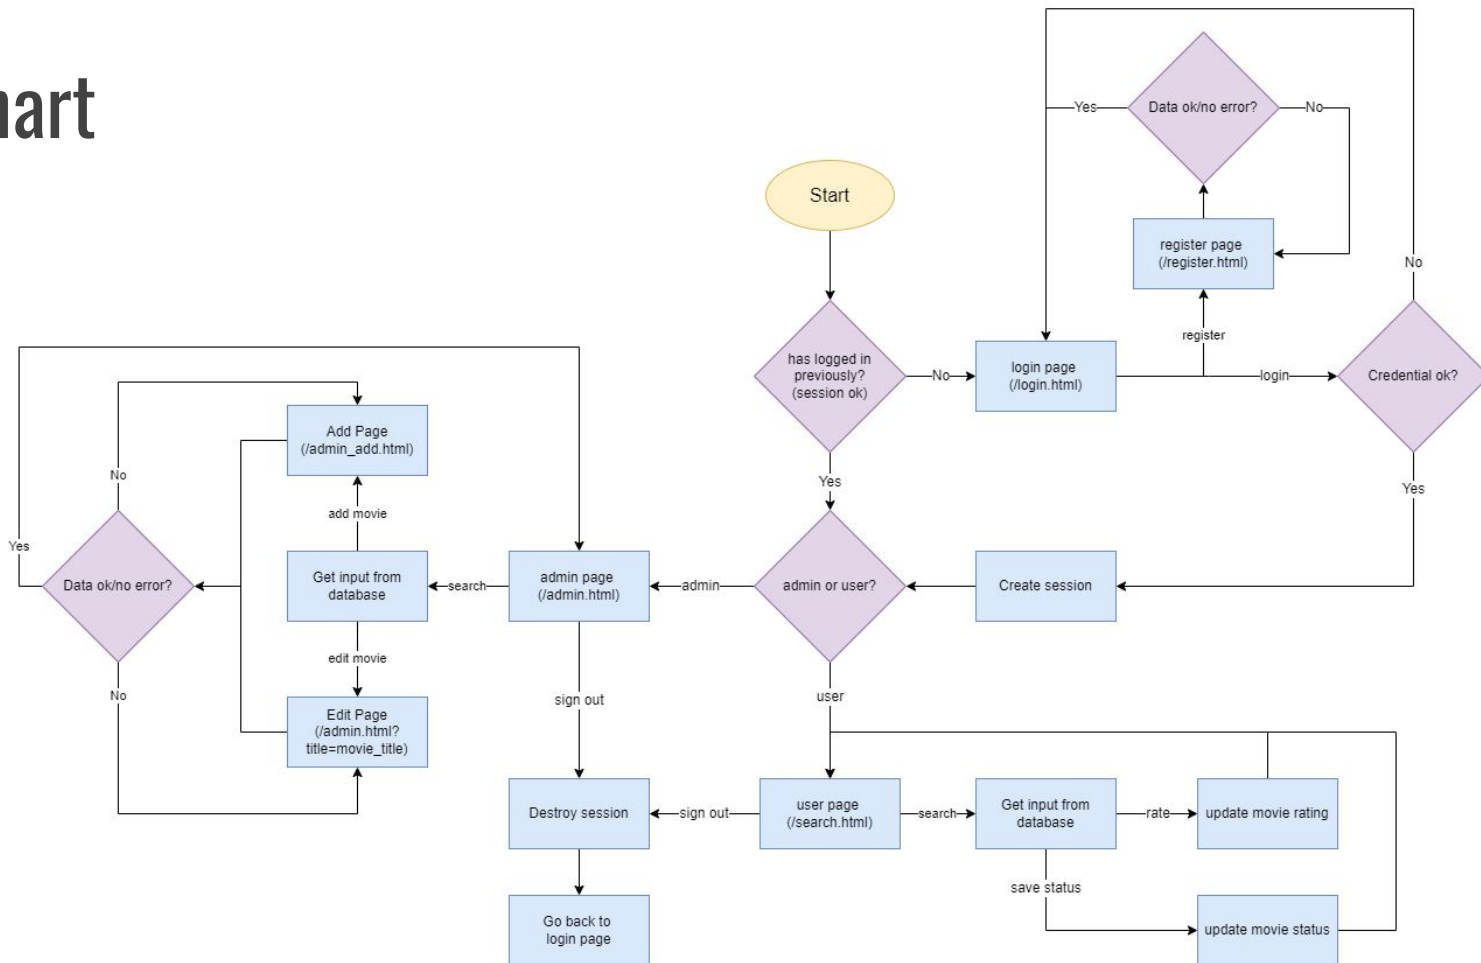 Data ok/no error?
Yes
No
Start
register page
(/register.html)
No
register
has logged in
previously?
(session ok)
No
login page
(/login.html)
login
Credential ok?
Add Page
(/admin_add.html)
No
Yes
Yes
add movie
Yes
Data ok/no error?
Get input from
database
search
admin page
(/admin.html)
admin
admin or user?
Create session
edit movie
No
sign out
user
Edit Page
(/admin.html?
title=movie_title)
Destroy session
sign out
user page
(/search.html)
search
Get input from
database
rate
update movie rating
save status
Go back to
login page
update movie status